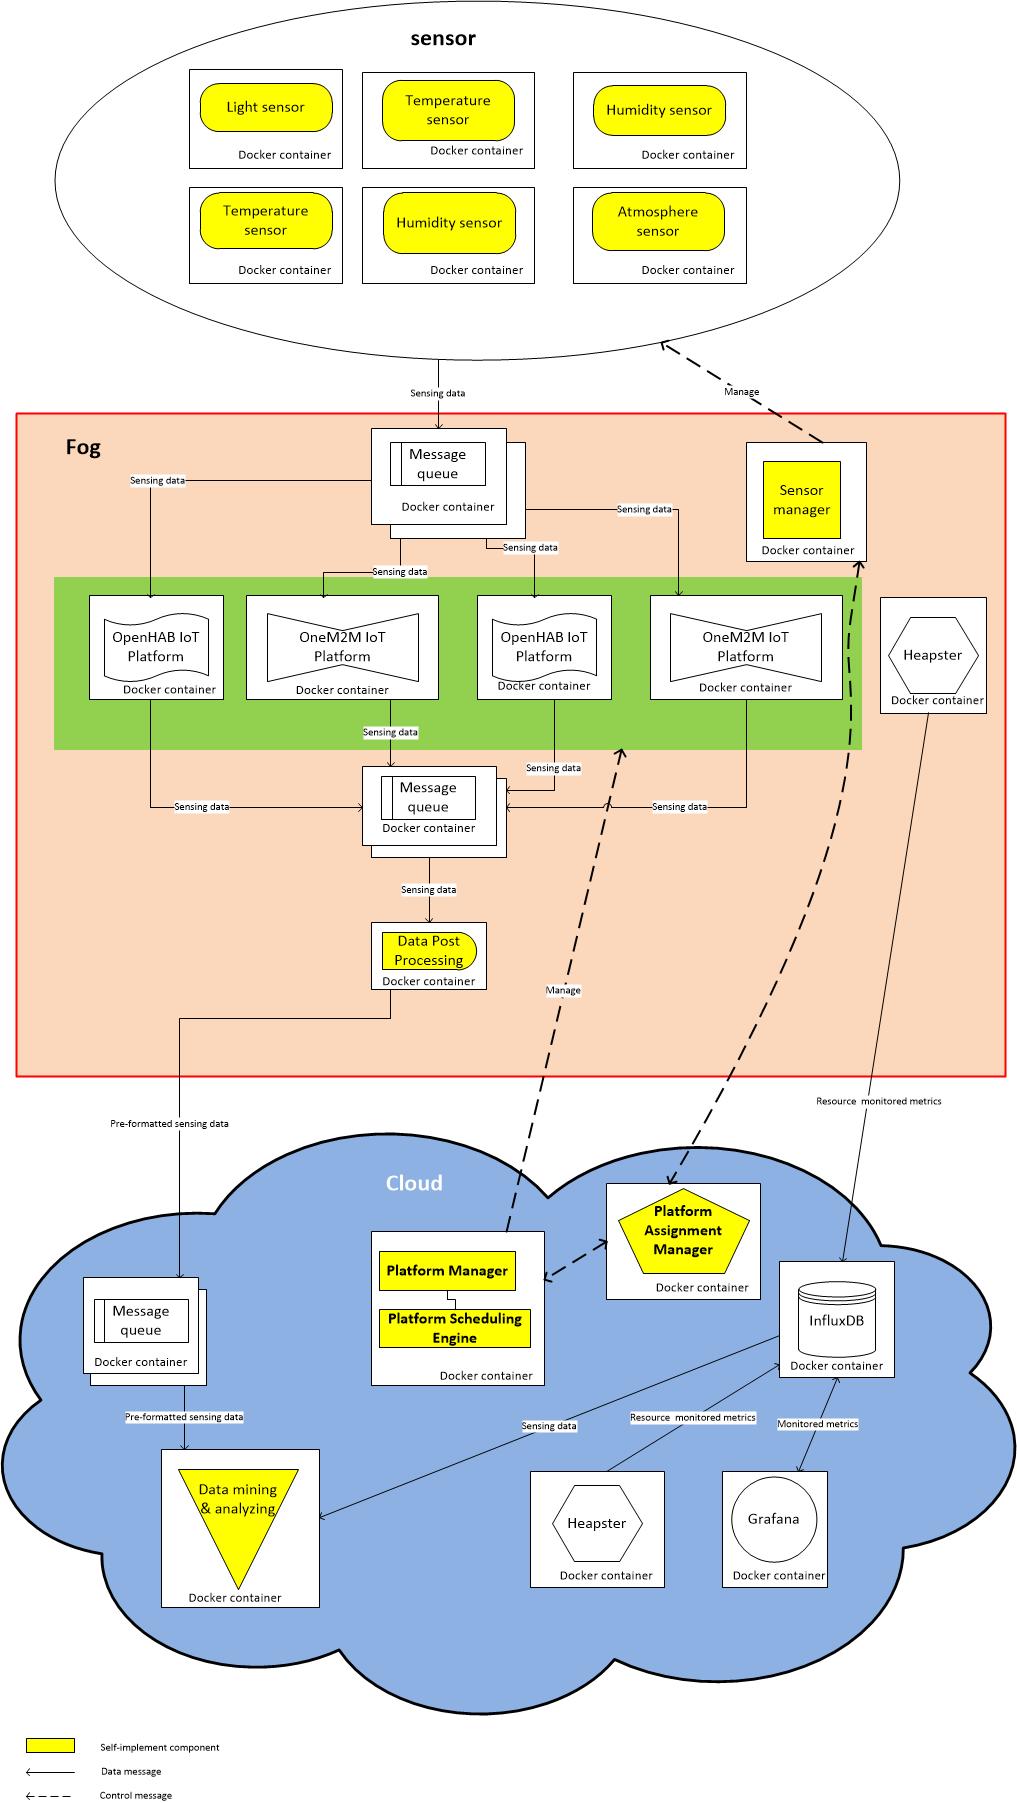 sensor
Light sensor
Docker container
Temperature
sensor
Docker container
Humidity sensor
Docker container
Temperature
sensor
Docker container
Humidity sensor
Docker container
Atmosphere
sensor
Docker container
Sensing data
Manage
Fog
Message
queue
Docker container
Sensing data
Sensing data
Sensor
manager
Docker container
Sensing data
Sensing data
OpenHAB IoT
Platform
Docker container
OneM2M IoT
Platform
Docker container
OpenHAB IoT
Platform
Docker container
OneM2M IoT
Platform
Docker container
Heapster
Docker container
Sensing data
Sensing data
Message
queue
Docker container
Sensing data
Sensing data
Sensing data
Data Post
Processing
Docker container
Manage
Resource monitored metrics
Pre-formatted sensing data
Cloud
Platform
Assignment
Manager
Docker container
Platform Manager
Platform Scheduling
Engine
Docker container
Message
queue
Docker container
InfluxDB
Docker container
Pre-formatted sensing data
Sensing data
Resource monitored metrics
Monitored metrics
Data mining
& analyzing
Docker container
Heapster
Docker container
Grafana
Docker container
Self-implement component
Data message
Control message